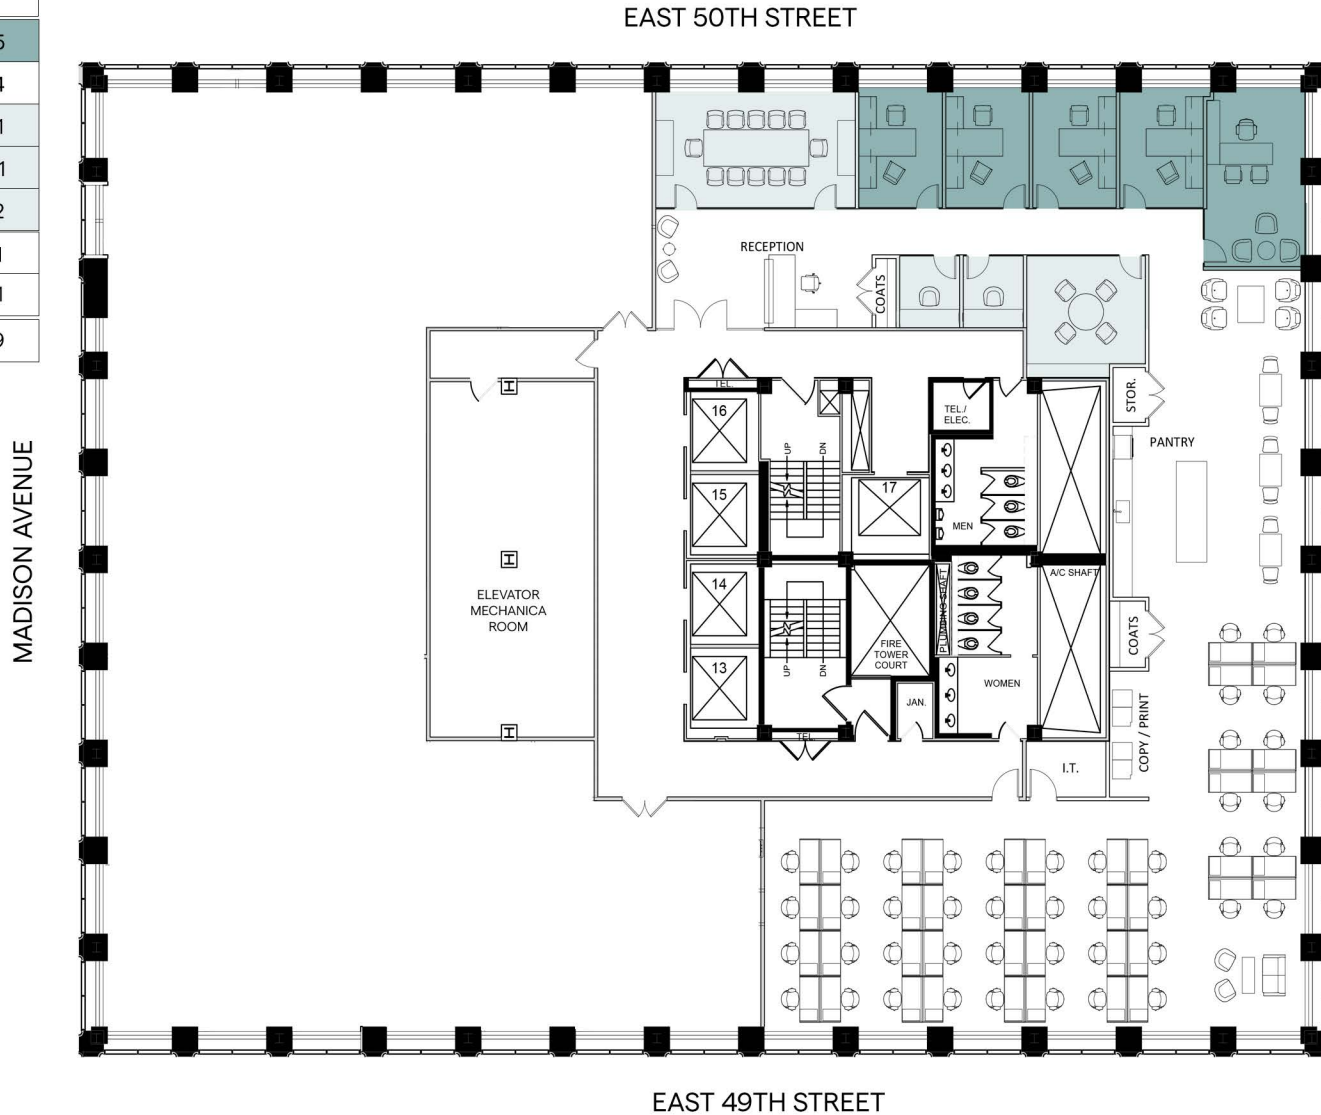 EAST 50TH STREET
5
4
1
1
2
1
1
9
RECEPTION
COATS
TEL.
16
UP
DN
TEL./
ELEC.
STOR.
PANTRY
15
17
MEN
14
PLUMBING SHAFT
A/C SHAFT
FIRE
TOWER
COURT
COATS
ELEVATOR
MECHANICA
ROOM
13
UP
DN
WOMEN
JAN.
TEL.
COPY / PRINT
I.T.
MADISON AVENUE
EAST 49TH STREET